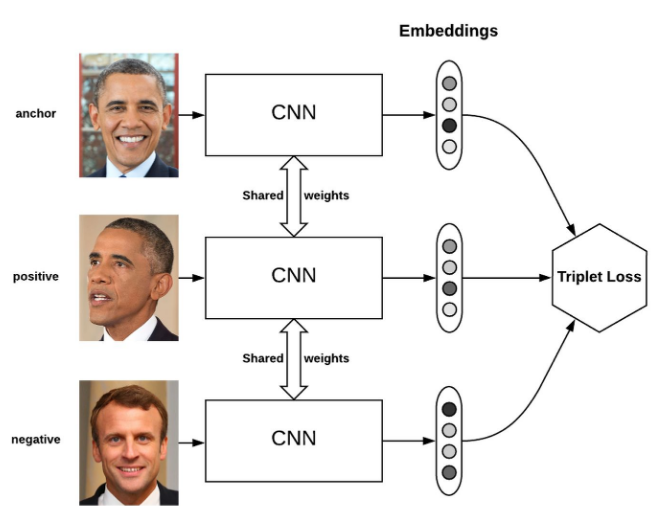 Embeddings
anchor
CNN
Shared weights
positive
CNN
Triplet Loss
Shared weights
negative
CNN